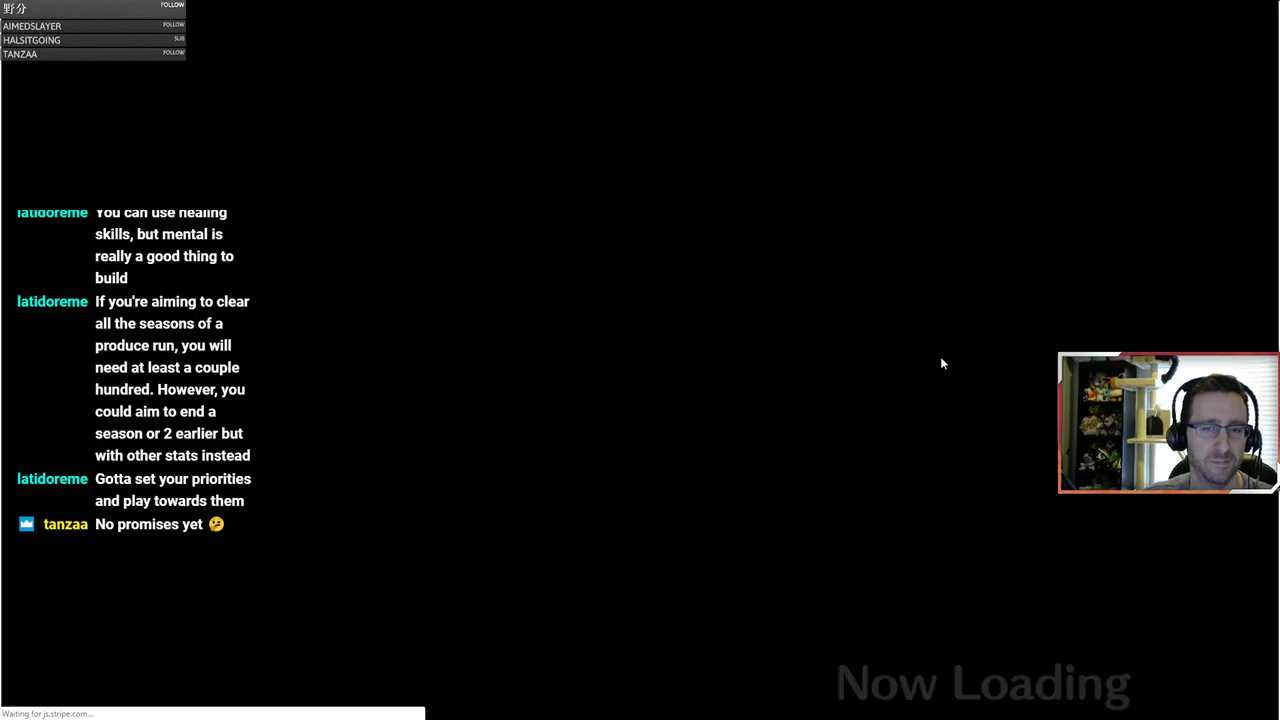 野分 FOLLOW
AIMEDSLAYER FOLLOW
HALSITGOING SUB
TANZAA FOLLOW
latidoreme You can use healing
skills, but mental is
really a good thing to
build
latidoreme If you're aiming to clear
all the seasons of a
produce run, you will
need at least a couple
hundred. However, you
could aim to end a
season or 2 earlier but
with other stats instead
latidoreme Gotta set your priorities
and play towards them
tanzaa No promises yet 🤔
Now Loading
Waiting for js.stripe.com...